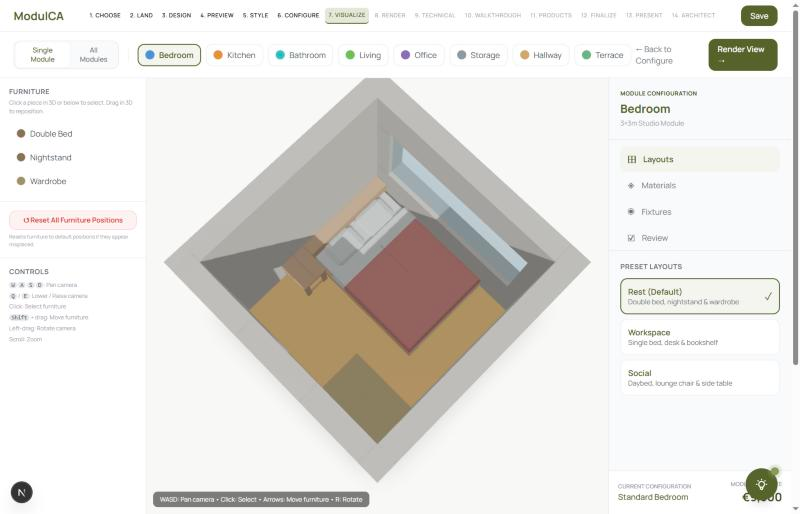 ModulCA
1. CHOOSE
2. LAND
3. DESIGN
4. PREVIEW
5. STYLE
6. CONFIGURE
7. VISUALIZE
8. RENDER
9. TECHNICAL
10. WALKTHROUGH
11. PRODUCTS
12. FINALIZE
13. PRESENT
14. ARCHITECT
Save
Single Module
All Modules
Bedroom
Kitchen
Bathroom
Living
Office
Storage
Hallway
Terrace
← Back to Configure
Render View →
FURNITURE
Click a piece in 3D or below to select. Drag in 3D
to reposition.
Double Bed
Nightstand
Wardrobe
↺ Reset All Furniture Positions
Resets furniture to default positions if they appear
misplaced.
CONTROLS
W A S D Pan camera
Q / E Lower / Raise camera
Click: Select furniture
Shift + drag: Move furniture
Left-drag: Rotate camera
Scroll: Zoom
N
WASD: Pan camera • Click: Select • Arrows: Move furniture • R: Rotate
MODULE CONFIGURATION
Bedroom
3×3m Studio Module
Layouts
Materials
Fixtures
Review
PRESET LAYOUTS
Rest (Default)
Double bed, nightstand & wardrobe
✓
Workspace
Single bed, desk & bookshelf
Social
Daybed, lounge chair & side table
CURRENT CONFIGURATION
Standard Bedroom